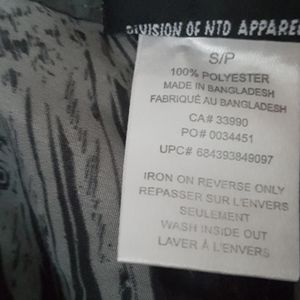 DIVISION OF NTD APPAREL
S/P
100% POLYESTER
MADE IN BANGLADESH
FABRIQUÉ AU BANGLADESH
CA# 33990
PO# 0034451
UPC# 684393849097
IRON ON REVERSE ONLY
REPASSER SUR L'ENVERS
SEULEMENT
WASH INSIDE OUT
LAVER À L'ENVERS